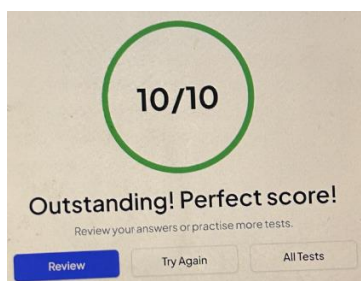 10/10
Outstanding! Perfect score!
Review your answers or practise more tests.
Review Try Again All Tests